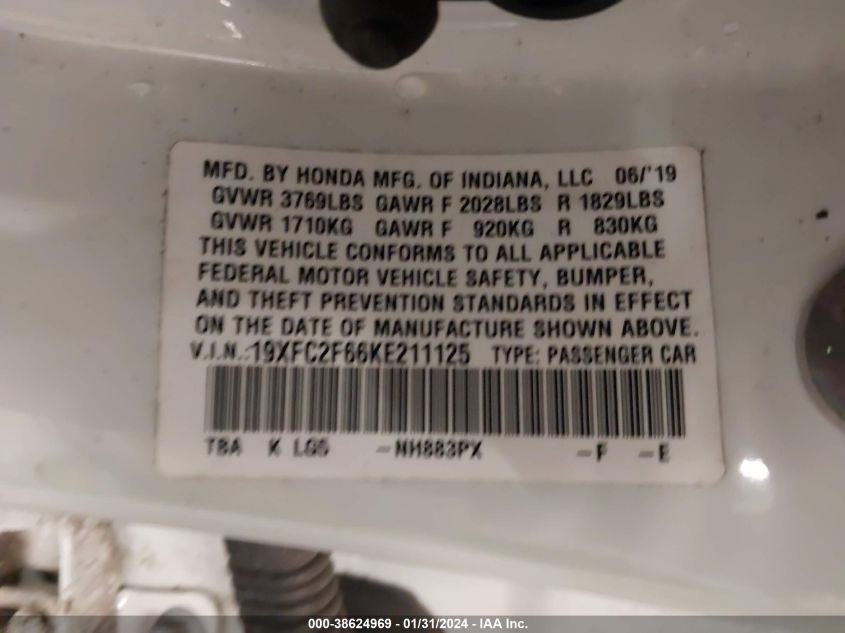 MFD. BY HONDA MFG. OF INDIANA, LLC 06/'19
GVWR 3769LBS GAWR F 2028LBS R 1829LBS
GVWR 1710KG GAWR F 920KG R 830KG
THIS VEHICLE CONFORMS TO ALL APPLICABLE
FEDERAL MOTOR VEHICLE SAFETY, BUMPER,
AND THEFT PREVENTION STANDARDS IN EFFECT
ON THE DATE OF MANUFACTURE SHOWN ABOVE.
V.I.N.:19XFC2F66KE211125 TYPE: PASSENGER CAR
TBA K LG5 -NH883PX -F -E
000-38624969 - 01/31/2024 - IAA Inc.